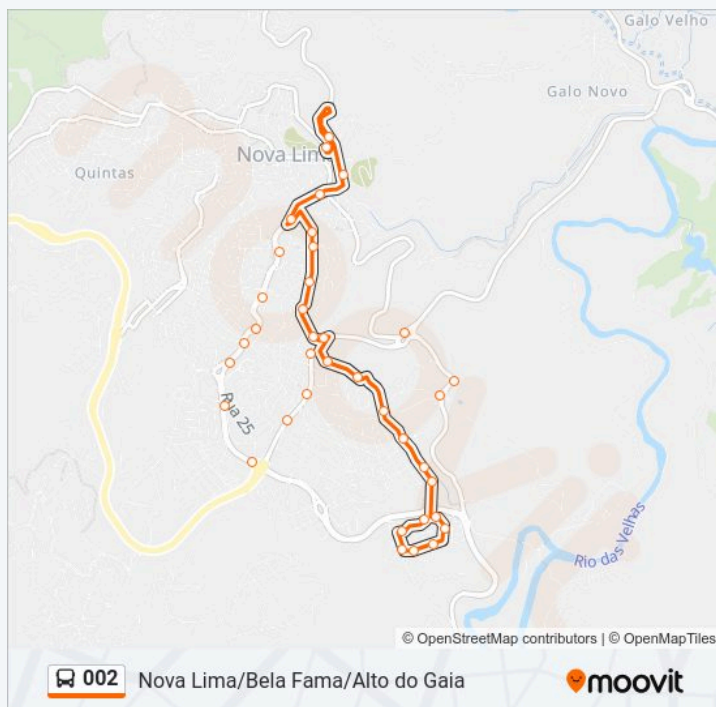 Galo Velho
Galo Novo
Nova Lim
Quintas
Rua 25
Rio das Velhas
© OpenStreetMap contributors | © OpenMapTiles
002 Nova Lima/Bela Fama/Alto do Gaia moovit